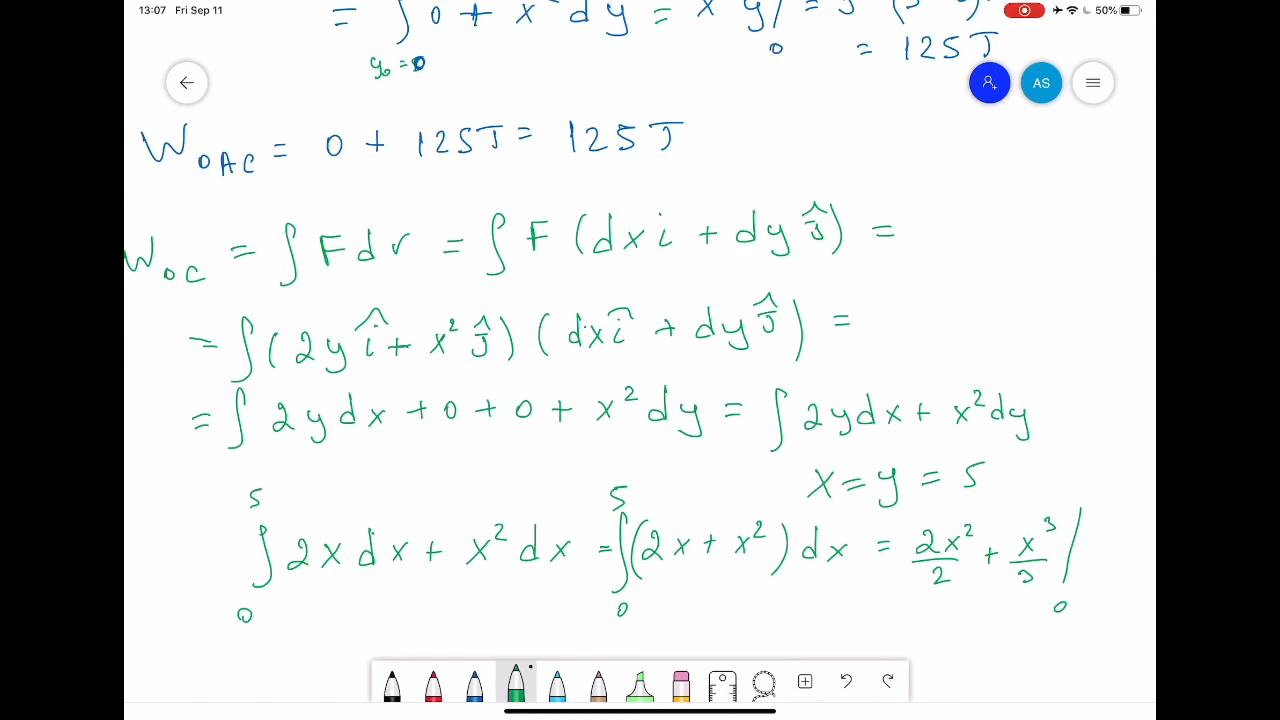 13:07 Fri Sep 11 50%
= ∫ 0 + x² dy = x² y| =
y₀ = 0 0 = 125 J
AS
W_OAC = 0 + 125 J = 125 J
W_OC = ∫ F dr = ∫ F (dx i + dy ĵ) =
= ∫ (2y î + x² ĵ) (dx î + dy ĵ) =
= ∫ 2y dx + 0 + 0 + x² dy = ∫ 2y dx + x² dy
x = y = 5
∫₀⁵ 2x dx + x² dx = ∫₀⁵ (2x + x²) dx = 2x²/2 + x³/3 |₀